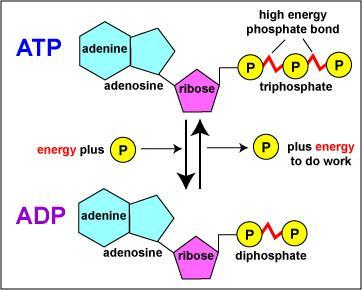 high energy
phosphate bond
ATP
adenine
P P P
ribose
triphosphate
adenosine
energy plus P
P plus energy
to do work
ADP
adenine
P P
ribose
diphosphate
adenosine